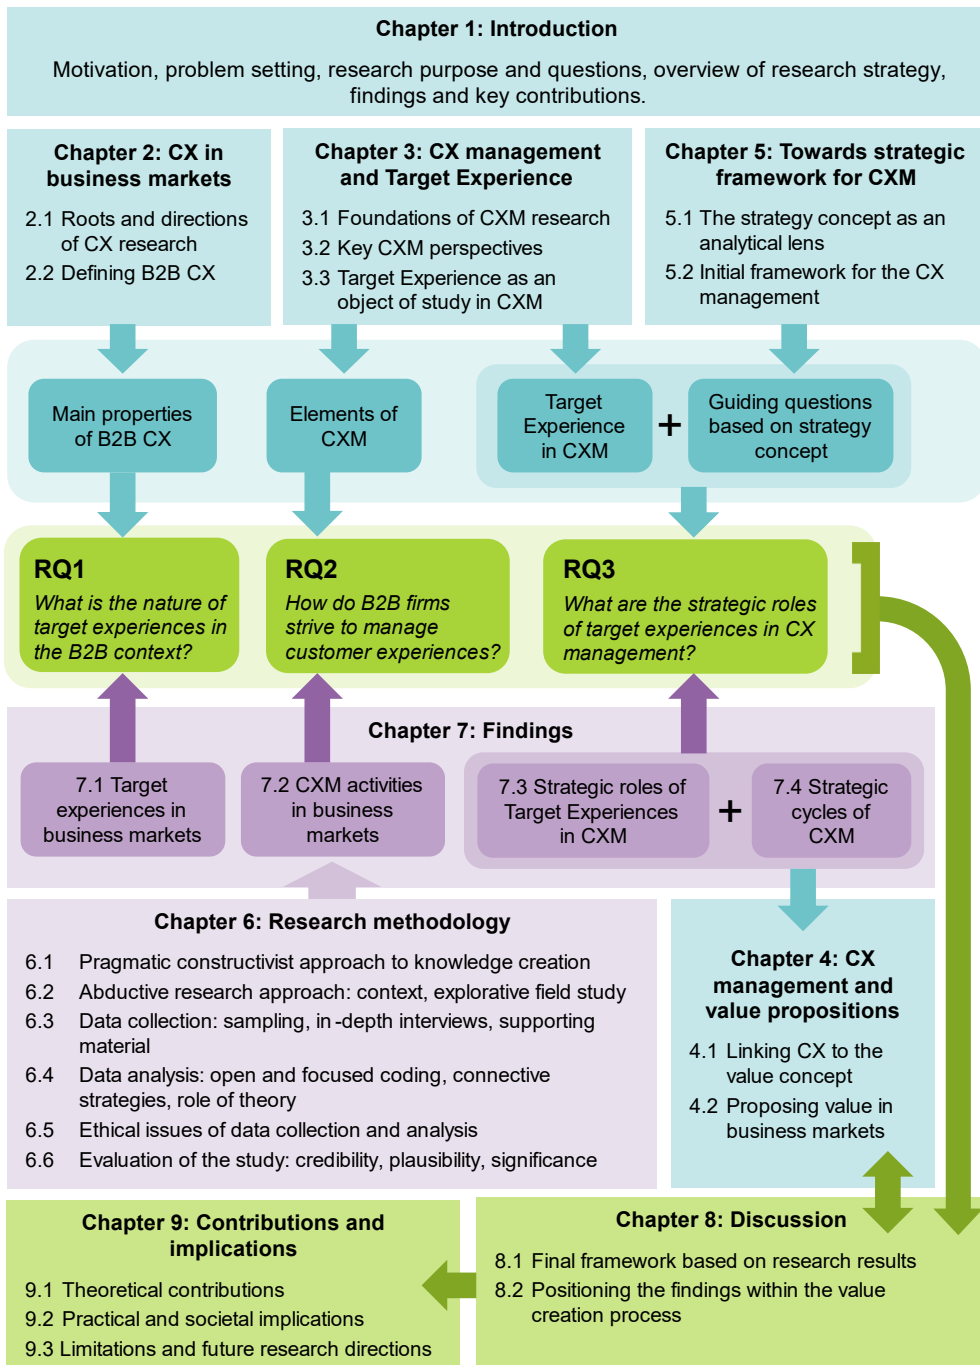 Chapter 1: Introduction
Motivation, problem setting, research purpose and questions, overview of research strategy,
findings and key contributions.
Chapter 2: CX in
business markets
2.1 Roots and directions
of CX research
2.2 Defining B2B CX
Chapter 3: CX management
and Target Experience
3.1 Foundations of CXM research
3.2 Key CXM perspectives
3.3 Target Experience as an
object of study in CXM
Chapter 5: Towards strategic
framework for CXM
5.1 The strategy concept as an
analytical lens
5.2 Initial framework for the CX
management
Main properties
of B2B CX
Elements of
CXM
Target
Experience
in CXM
+
Guiding questions
based on strategy
concept
RQ1
What is the nature of
target experiences in
the B2B context?
RQ2
How do B2B firms
strive to manage
customer experiences?
RQ3
What are the strategic roles
of target experiences in CX
management?
Chapter 7: Findings
7.1 Target
experiences in
business markets
7.2 CXM activities
in business
markets
7.3 Strategic roles of
Target Experiences
in CXM
+
7.4 Strategic
cycles of
CXM
Chapter 6: Research methodology
6.1 Pragmatic constructivist approach to knowledge creation
6.2 Abductive research approach: context, explorative field study
6.3 Data collection: sampling, in-depth interviews, supporting
material
6.4 Data analysis: open and focused coding, connective
strategies, role of theory
6.5 Ethical issues of data collection and analysis
6.6 Evaluation of the study: credibility, plausibility, significance
Chapter 4: CX
management and
value propositions
4.1 Linking CX to the
value concept
4.2 Proposing value in
business markets
Chapter 9: Contributions and
implications
9.1 Theoretical contributions
9.2 Practical and societal implications
9.3 Limitations and future research directions
Chapter 8: Discussion
8.1 Final framework based on research results
8.2 Positioning the findings within the value
creation process